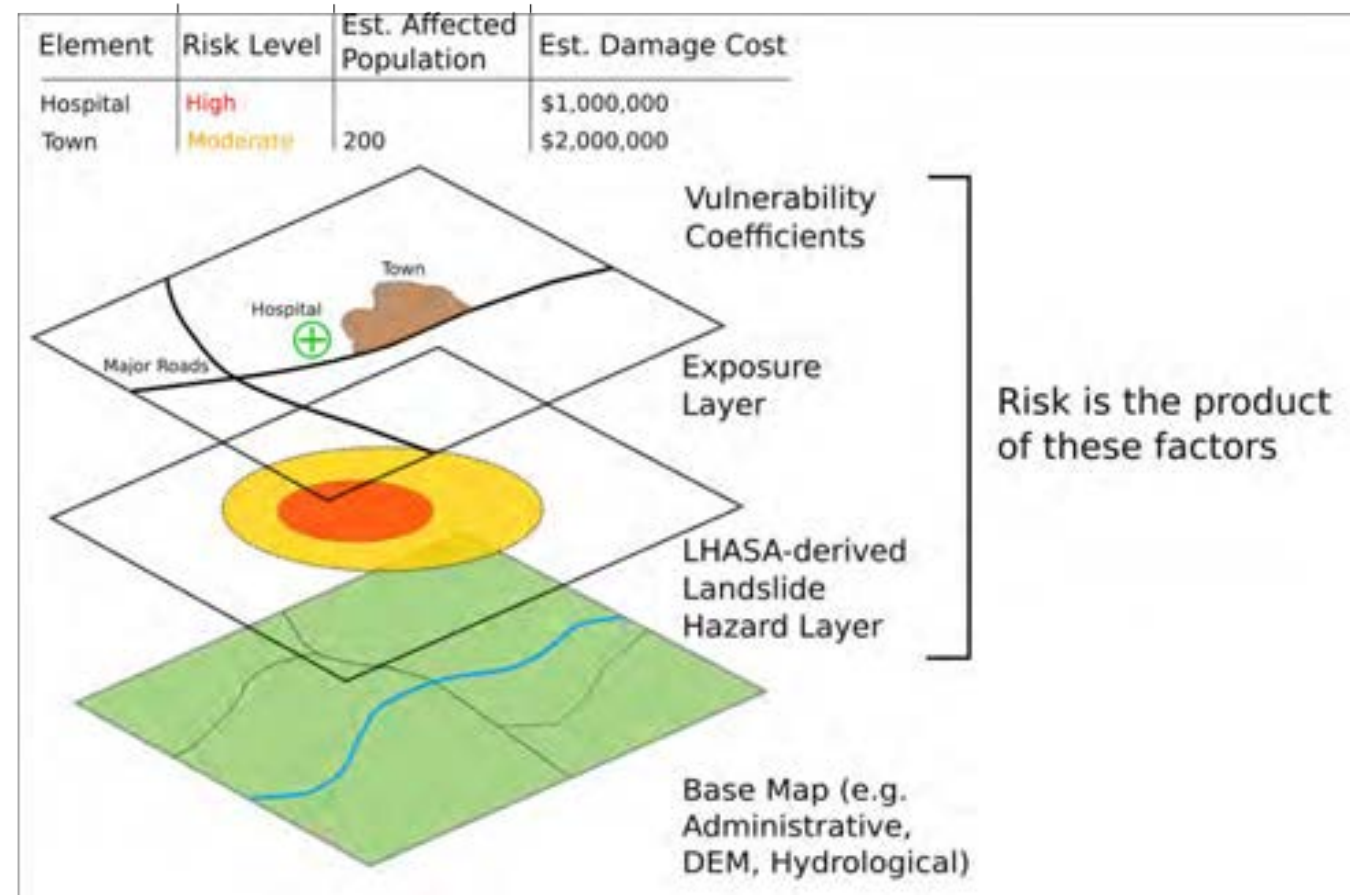 Element Risk Level Est. Affected Population Est. Damage Cost
Hospital High $1,000,000
Town Moderate 200 $2,000,000
Vulnerability
Coefficients
Town
Hospital
Major Roads
Exposure
Layer
Risk is the product
of these factors
LHASA-derived
Landslide
Hazard Layer
Base Map (e.g.
Administrative,
DEM, Hydrological)